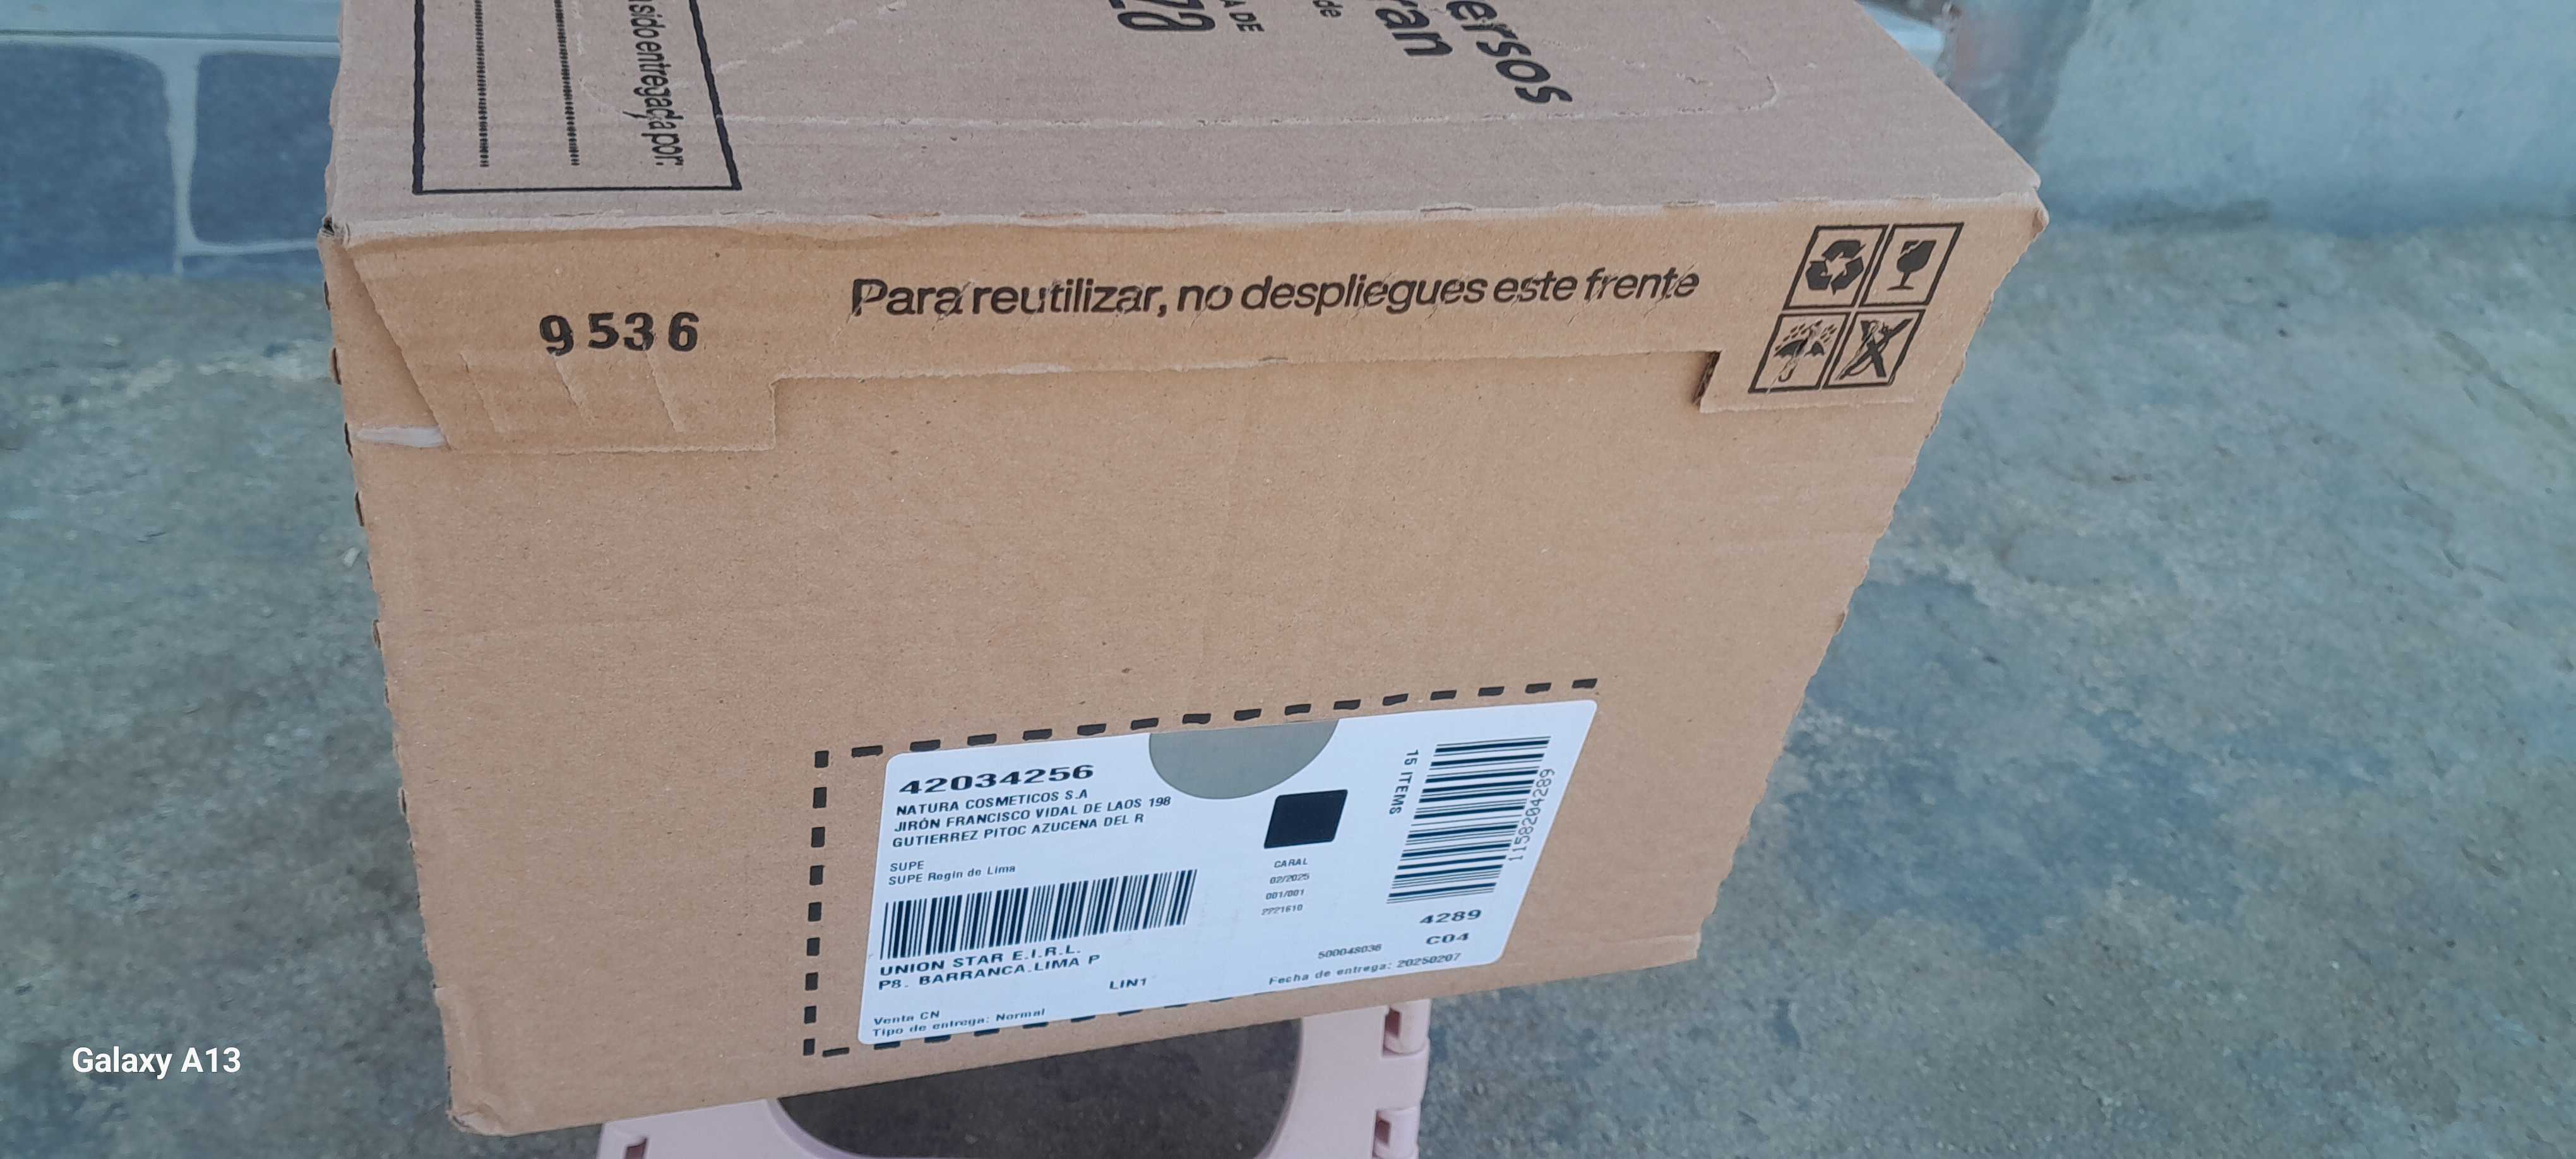 sido entregada por:
DE
de
ran
ersos
9536
Para reutilizar, no despliegues este frente
42034256
NATURA COSMETICOS S.A
JIRÓN FRANCISCO VIDAL DE LAOS 198
GUTIERREZ PITOC AZUCENA DEL R
SUPE
SUPE Regin de Lima
UNION STAR E.I.R.L.
P8. BARRANCA.LIMA P
LIN1
Venta CN
Tipo de entrega: Normal
CARAL
02/2025
001/001
2721610
15 ITEMS
1158204289
4289
C04
500048036
Fecha de entrega: 20250207
Galaxy A13